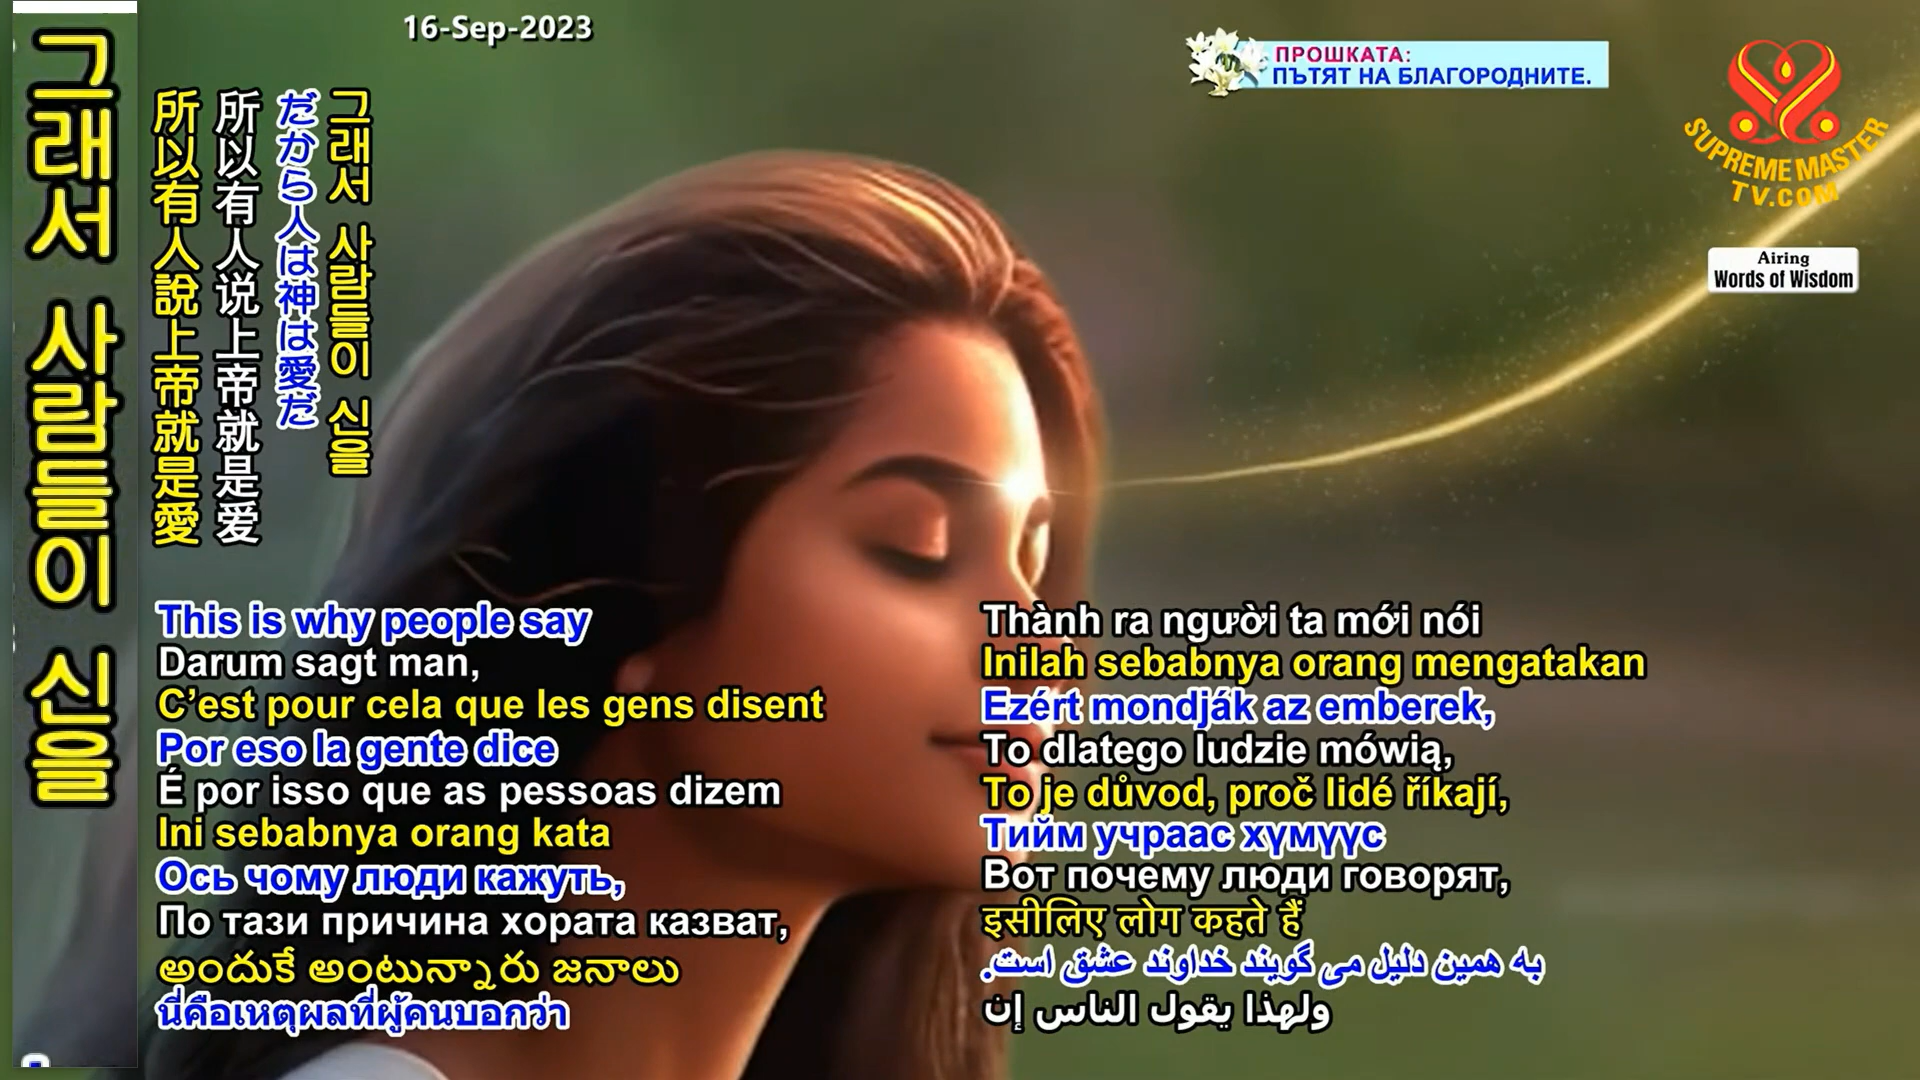 16-Sep-2023
ПРОШКАТА:
ПЪТЯТ НА БЛАГОРОДНИТЕ.
SUPREME MASTER
TV.COM
Airing
Words of Wisdom
그래서 사람들이 신을
그래서 사람들이 신을
だから人は神は愛だ
所以有人说上帝就是爱
所以有人說上帝就是愛
This is why people say
Darum sagt man,
C’est pour cela que les gens disent
Por eso la gente dice
É por isso que as pessoas dizem
Ini sebabnya orang kata
Ось чому люди кажуть,
По тази причина хората казват,
అందుకే అంటున్నారు జనాలు
นี่คือเหตุผลที่ผู้คนบอกว่า
Thành ra người ta mới nói
Inilah sebabnya orang mengatakan
Ezért mondják az emberek,
To dlatego ludzie mówią,
To je důvod, proč lidé říkají,
Тийм учраас хүмүүс
Вот почему люди говорят,
इसीलिए लोग कहते हैं
به همین دلیل می گویند خداوند عشق است.
ولهذا يقول الناس إن